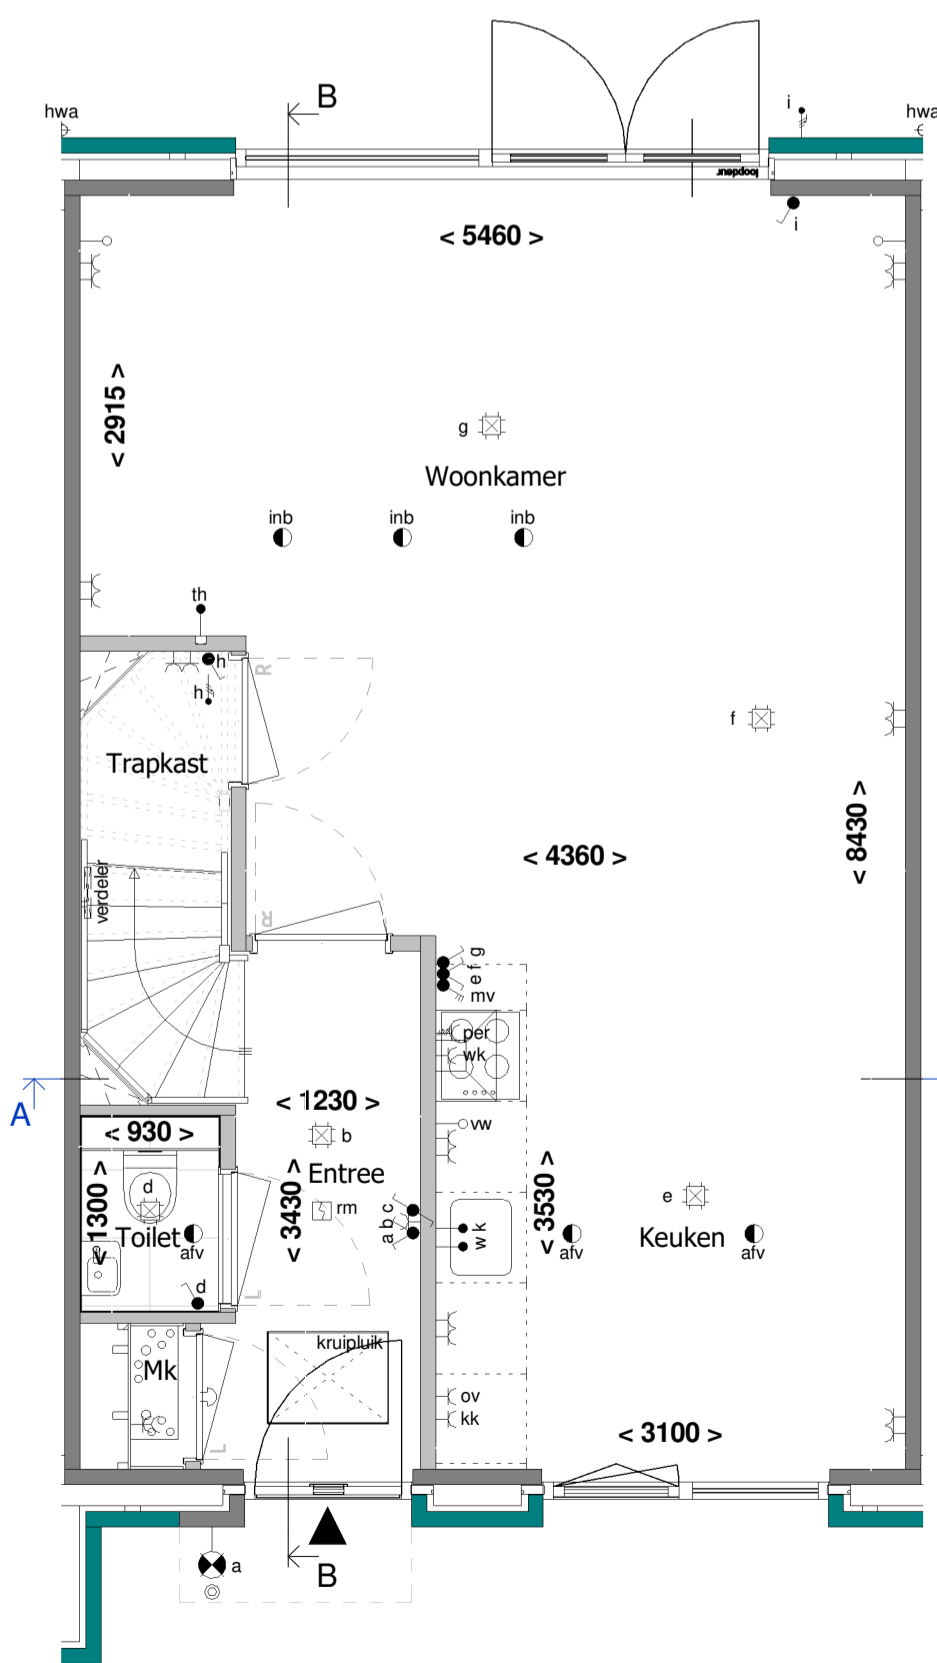 B
hwa
i
hwa
loopdeur
i
< 5460 >
< 2915 >
g
Woonkamer
inb
inb
inb
th
h
R
h
f
Trapkast
< 8430 >
< 4360 >
verdeler
R
g
e f
mv
per
wk
A
< 1230 >
< 930 >
b
vw
Entree
d
< 1300 >
< 3430 >
rm
a b c
w k
< 3530 >
e
Toilet
afv
afv
Keuken
afv
d
L
kruipluik
Mk
ov
kk
L
< 3100 >
a
B